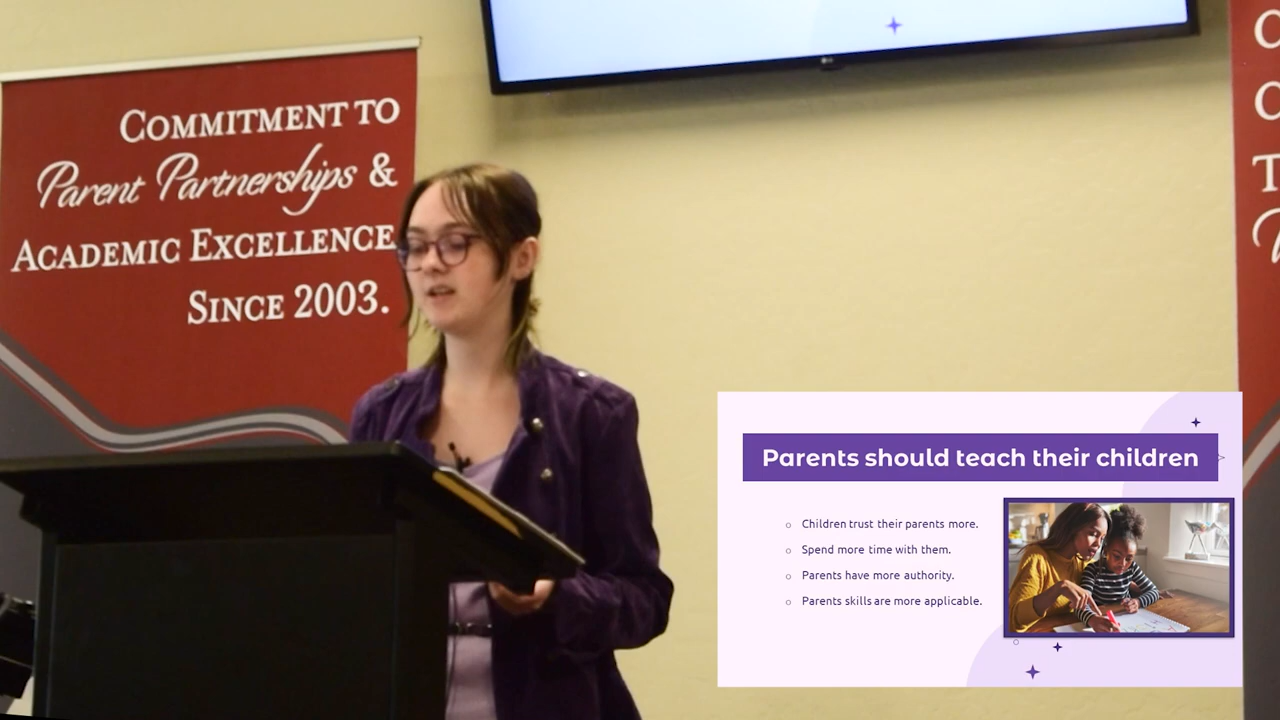 Commitment to
Parent Partnerships &
Academic Excellence
Since 2003.
LG
Parents should teach their children
Children trust their parents more.
Spend more time with them.
Parents have more authority.
Parents skills are more applicable.